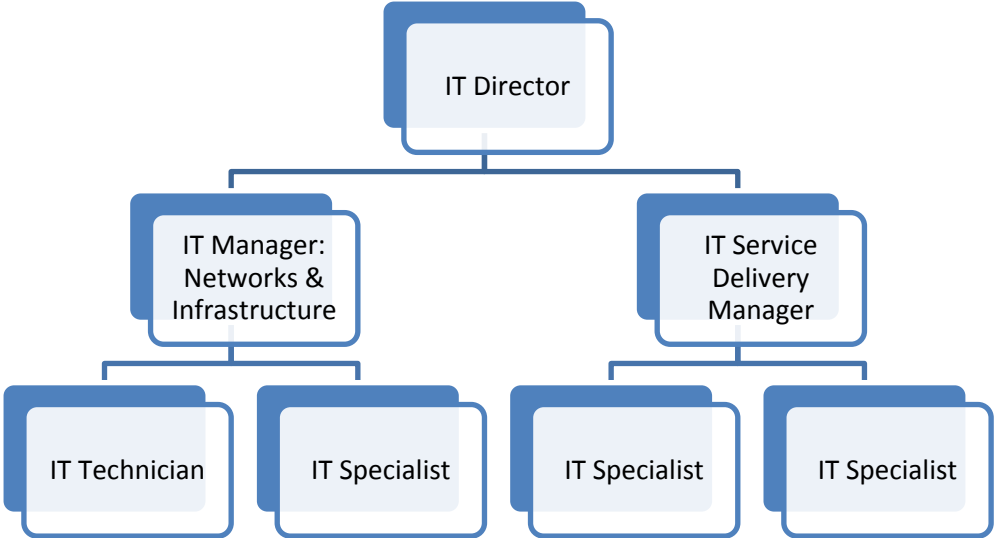 IT Director
IT Manager:
Networks &
Infrastructure
IT Service
Delivery
Manager
IT Technician
IT Specialist
IT Specialist
IT Specialist